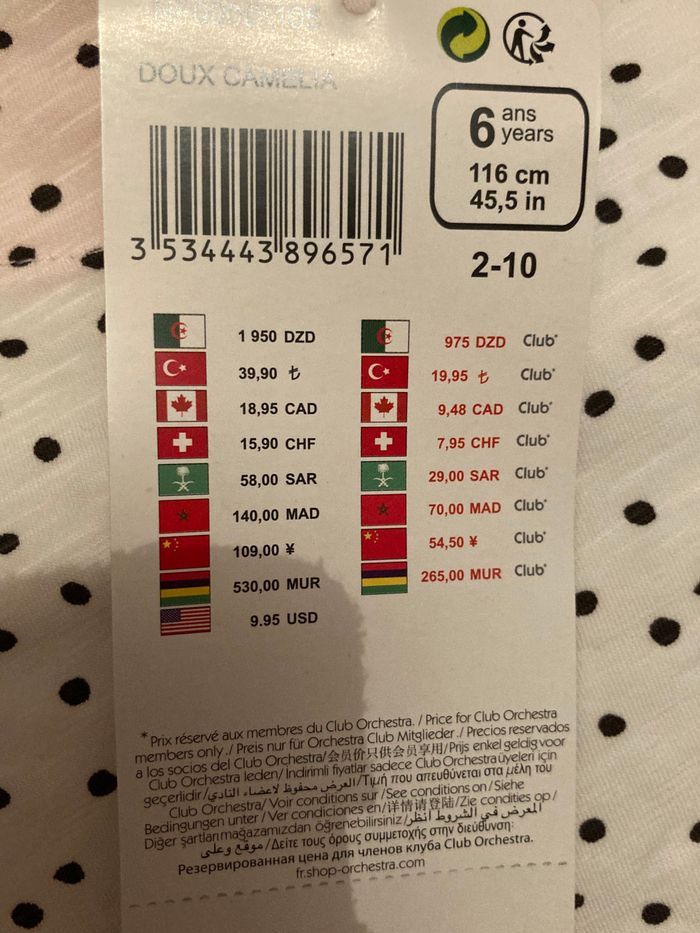 DOUX CAMELIA
6 ans
years
116 cm
45,5 in
3 534443 896571
2-10
1 950 DZD 975 DZD Club*
39,90 ₺ 19,95 ₺ Club*
18,95 CAD 9,48 CAD Club*
15,90 CHF 7,95 CHF Club*
58,00 SAR 29,00 SAR Club*
140,00 MAD 70,00 MAD Club*
109,00 ¥ 54,50 ¥ Club*
530,00 MUR 265,00 MUR Club*
9.95 USD
* Prix réservé aux membres du Club Orchestra. / Price for Club Orchestra
members only ./ Preis nur für Orchestra Club Mitglieder./ Precios reservados
a los socios del Club Orchestra/会员价只供会员享用/Prijs enkel geldig voor
Club Orchestra leden/ Indirimli fiyatlar sadece Club Orchestra üyeleri için
geçerlidir/العرض محفوظ لاعضاء النادي/Τιμή που απευθύνεται στα μέλη του
Club Orchestra/ Voir conditions sur /See conditions on / Siehe
Bedingungen unter / Ver condiciones en/详情请登陆/Zie condities op /
Diğer şartları mağazamızdan öğrenebilirsiniz/ المعرض في الشروط انظر/
موقع وعلى /Δείτε τους όρους συμμετοχής στην διεύθυνση:
Резервированная цена для членов клуба Club Orchestra.
fr.shop-orchestra.com